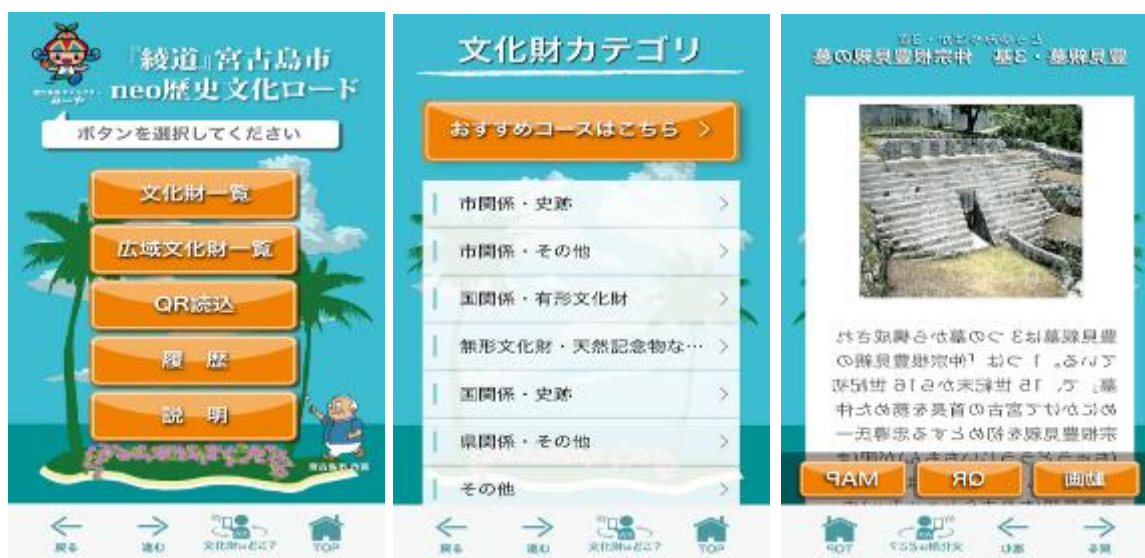 『綾道』宮古島市
neo歴史文化ロード
ボタンを選択してください
文化財一覧
広域文化財一覧
QR読込
履 歴
説 明
戻る
進む
文化財はどこ?
TOP
文化財カテゴリ
おすすめコースはこちら >
市関係・史跡 >
市関係・その他 >
国関係・有形文化財 >
無形文化財・天然記念物な… >
国関係・史跡 >
県関係・その他 >
その他 >
戻る
進む
文化財はどこ?
TOP
豊見親墓・3基 仲宗根豊見親の墓
豊見親墓は3つの墓から構成され
ている。1つは「仲宗根豊見親の
墓」で、15世紀末から16世紀初
めにかけて宮古の首長を務めた仲
宗根豊見親を初めとする忠導氏一
動画
QR
MAP
進む
戻る
文化財はどこ?
TOP